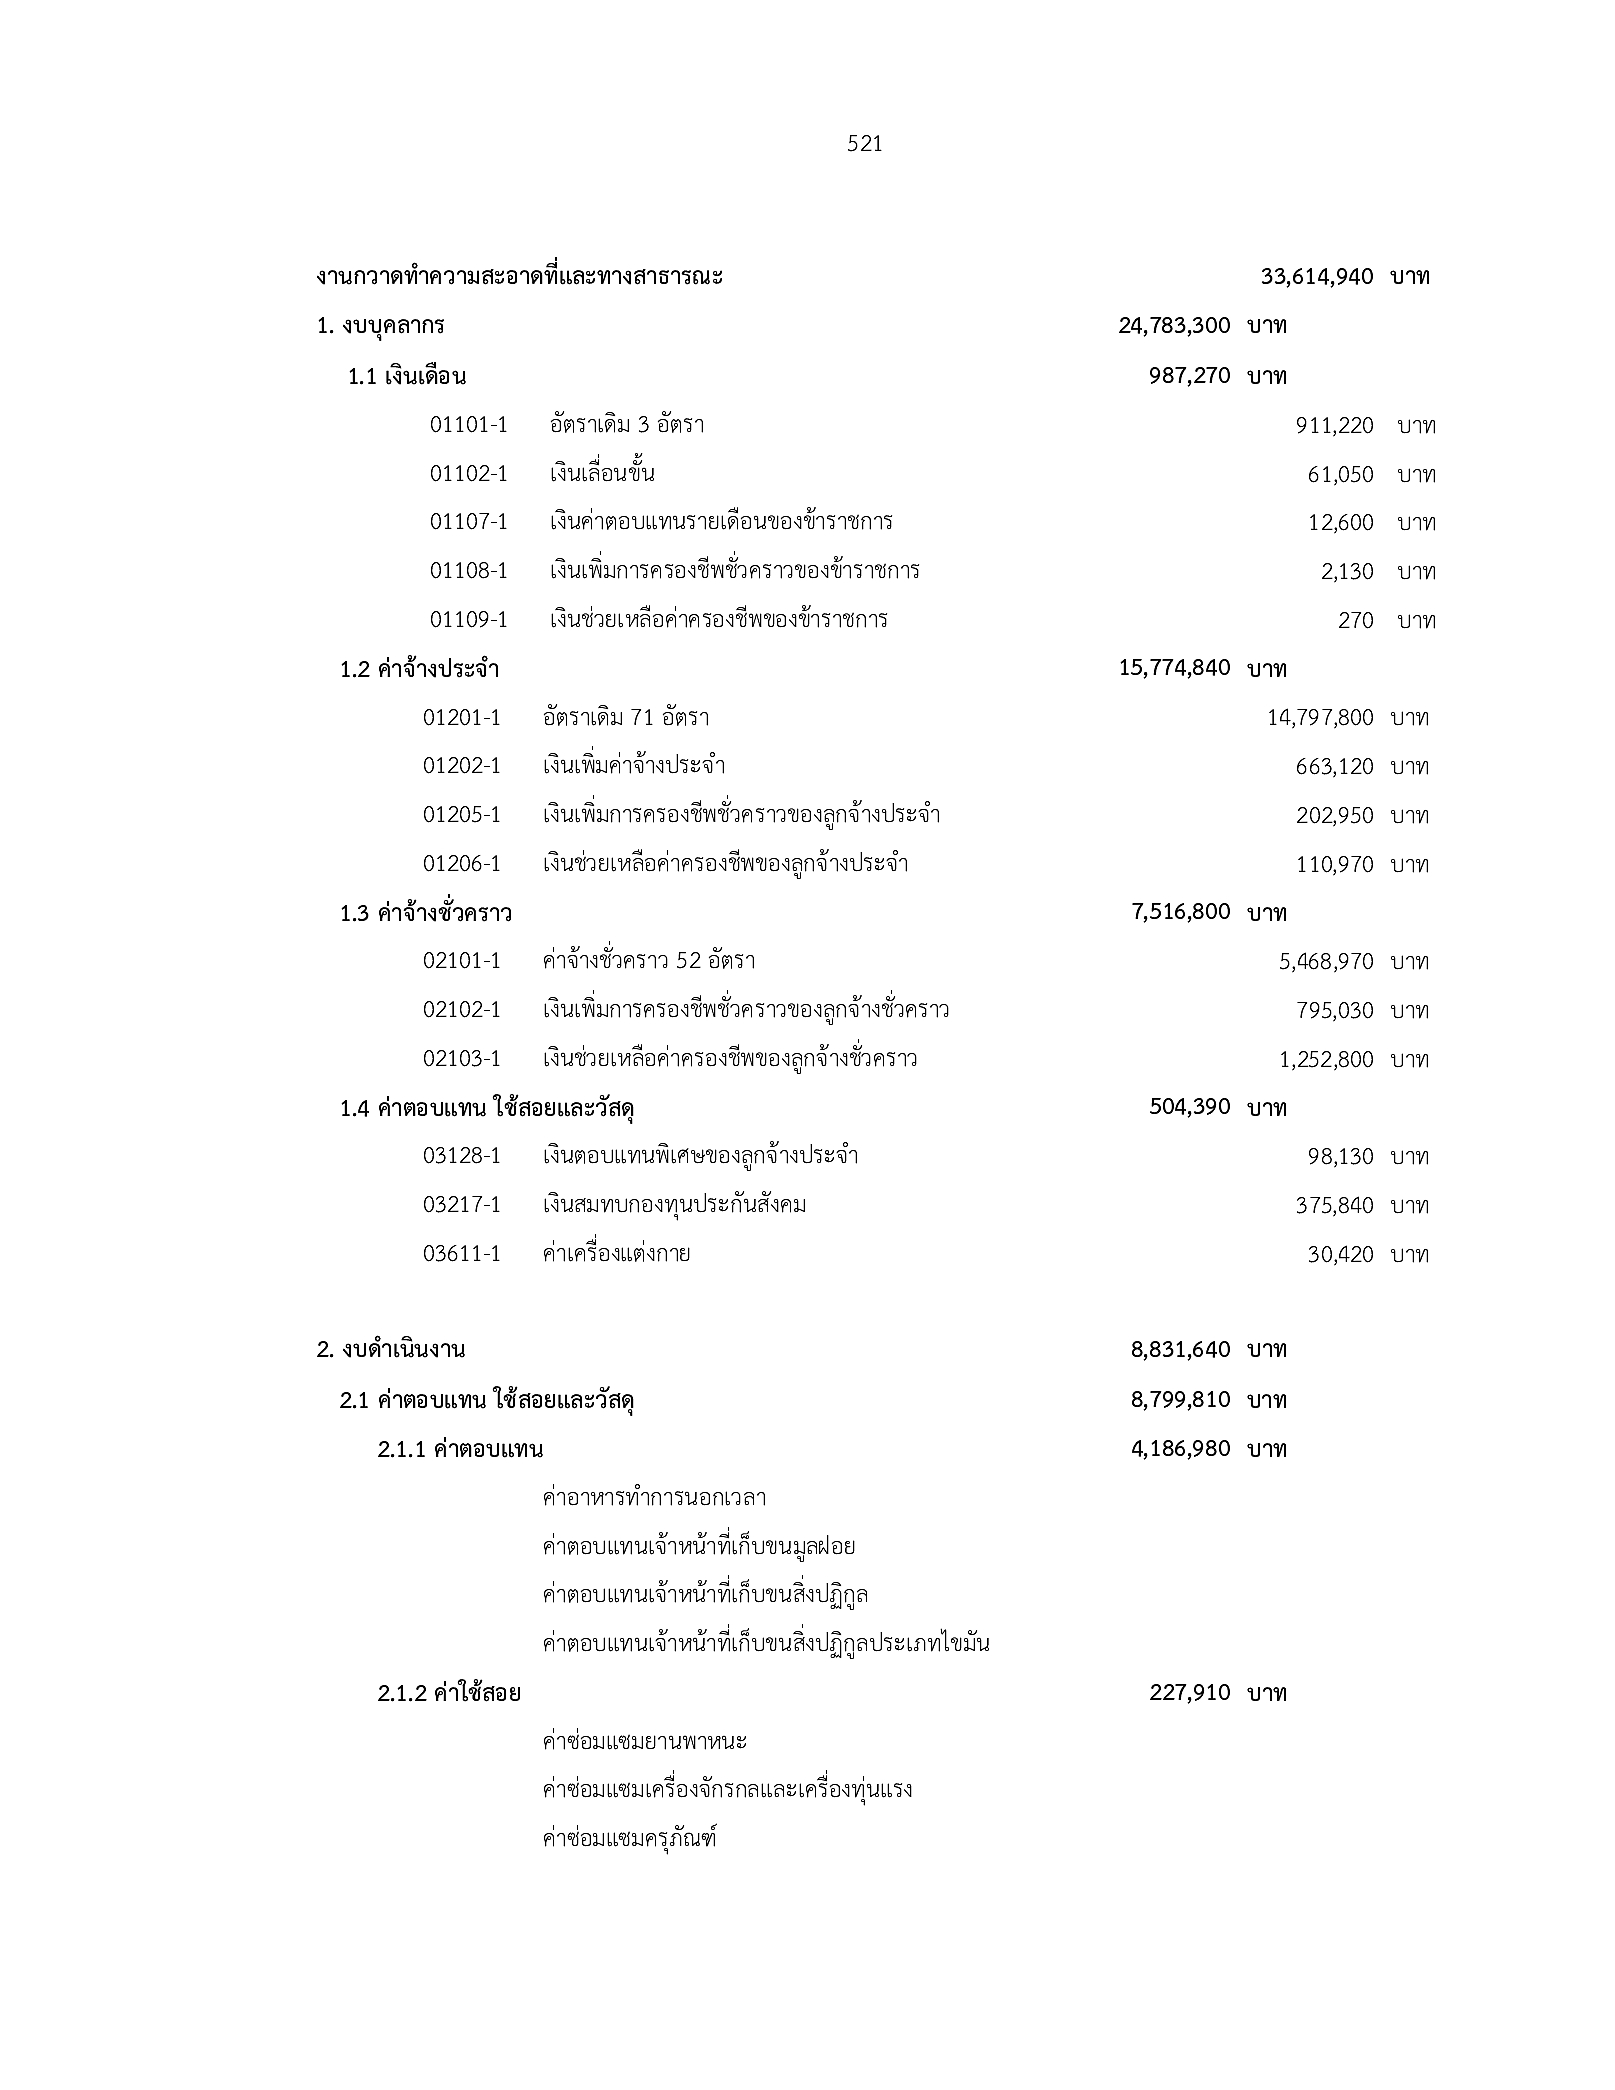 521
งานกวาดทำความสะอาดที่และทางสาธารณะ 33,614,940 บาท
1. งบบุคลากร 24,783,300 บาท
1.1 เงินเดือน 987,270 บาท
01101-1 อัตราเดิม 3 อัตรา 911,220 บาท
01102-1 เงินเลื่อนขั้น 61,050 บาท
01107-1 เงินค่าตอบแทนรายเดือนของข้าราชการ 12,600 บาท
01108-1 เงินเพิ่มการครองชีพชั่วคราวของข้าราชการ 2,130 บาท
01109-1 เงินช่วยเหลือค่าครองชีพของข้าราชการ 270 บาท
1.2 ค่าจ้างประจำ 15,774,840 บาท
01201-1 อัตราเดิม 71 อัตรา 14,797,800 บาท
01202-1 เงินเพิ่มค่าจ้างประจำ 663,120 บาท
01205-1 เงินเพิ่มการครองชีพชั่วคราวของลูกจ้างประจำ 202,950 บาท
01206-1 เงินช่วยเหลือค่าครองชีพของลูกจ้างประจำ 110,970 บาท
1.3 ค่าจ้างชั่วคราว 7,516,800 บาท
02101-1 ค่าจ้างชั่วคราว 52 อัตรา 5,468,970 บาท
02102-1 เงินเพิ่มการครองชีพชั่วคราวของลูกจ้างชั่วคราว 795,030 บาท
02103-1 เงินช่วยเหลือค่าครองชีพของลูกจ้างชั่วคราว 1,252,800 บาท
1.4 ค่าตอบแทน ใช้สอยและวัสดุ 504,390 บาท
03128-1 เงินตอบแทนพิเศษของลูกจ้างประจำ 98,130 บาท
03217-1 เงินสมทบกองทุนประกันสังคม 375,840 บาท
03611-1 ค่าเครื่องแต่งกาย 30,420 บาท
2. งบดำเนินงาน 8,831,640 บาท
2.1 ค่าตอบแทน ใช้สอยและวัสดุ 8,799,810 บาท
2.1.1 ค่าตอบแทน 4,186,980 บาท
ค่าอาหารทำการนอกเวลา
ค่าตอบแทนเจ้าหน้าที่เก็บขนมูลฝอย
ค่าตอบแทนเจ้าหน้าที่เก็บขนสิ่งปฏิกูล
ค่าตอบแทนเจ้าหน้าที่เก็บขนสิ่งปฏิกูลประเภทไขมัน
2.1.2 ค่าใช้สอย 227,910 บาท
ค่าซ่อมแซมยานพาหนะ
ค่าซ่อมแซมเครื่องจักรกลและเครื่องทุ่นแรง
ค่าซ่อมแซมครุภัณฑ์